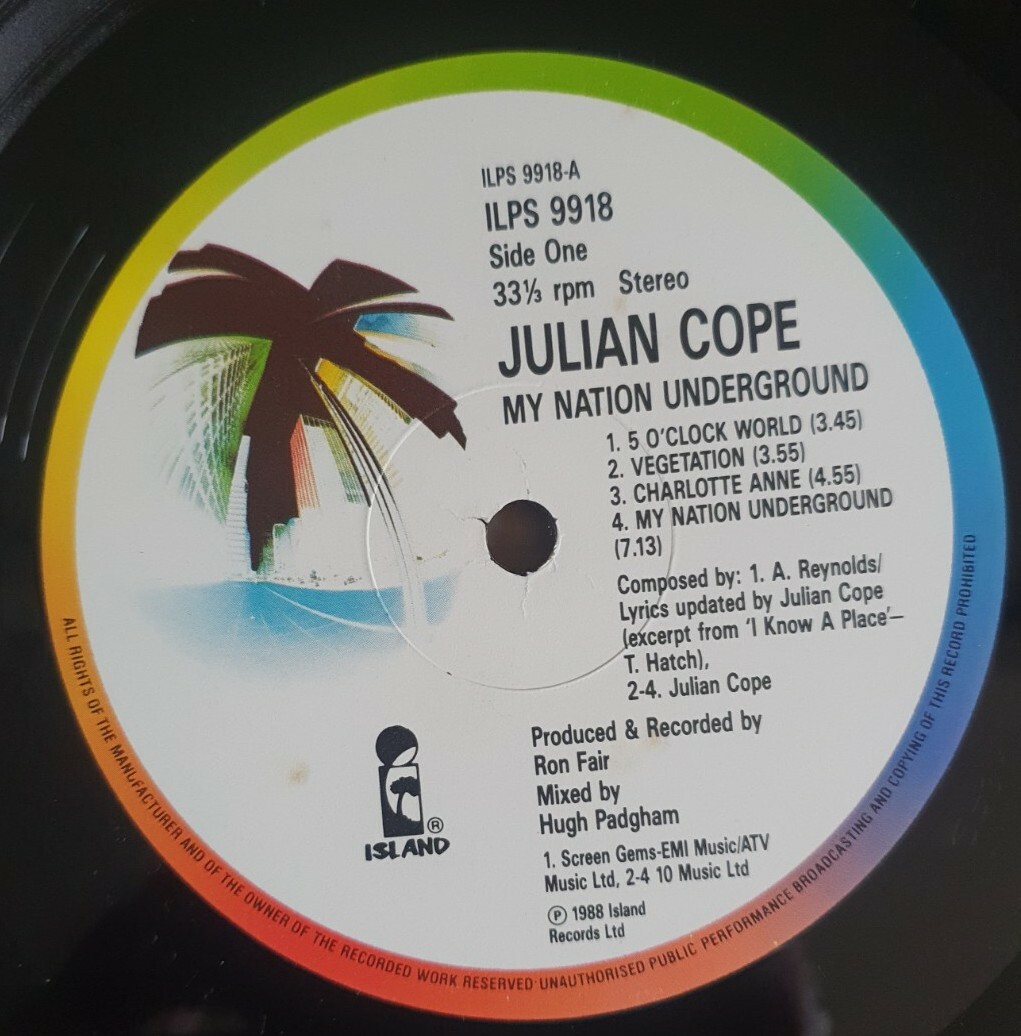 ILPS 9918-A
ILPS 9918
Side One
33⅓ rpm Stereo
JULIAN COPE
MY NATION UNDERGROUND
1. 5 O'CLOCK WORLD (3.45)
2. VEGETATION (3.55)
3. CHARLOTTE ANNE (4.55)
4. MY NATION UNDERGROUND
(7.13)
Composed by: 1. A. Reynolds/
Lyrics updated by Julian Cope
(excerpt from 'I Know A Place'–
T. Hatch),
2-4. Julian Cope
Produced & Recorded by
Ron Fair
Mixed by
Hugh Padgham
1. Screen Gems-EMI Music/ATV
Music Ltd, 2-4 10 Music Ltd
℗ 1988 Island
Records Ltd
®
ISLAND
ALL RIGHTS OF THE MANUFACTURER AND OF THE OWNER OF THE RECORDED WORK RESERVED·UNAUTHORISED PUBLIC PERFORMANCE BROADCASTING AND COPYING OF THIS RECORD PROHIBITED